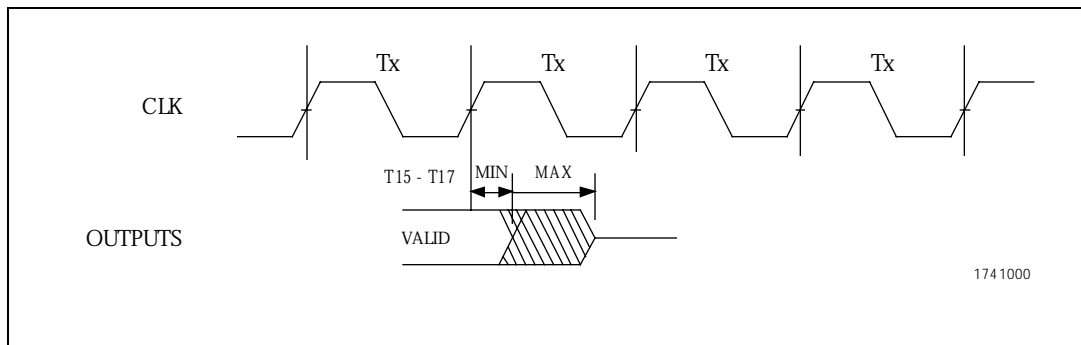 Tx Tx Tx Tx
CLK
T15 - T17 MIN MAX
OUTPUTS VALID
1741000